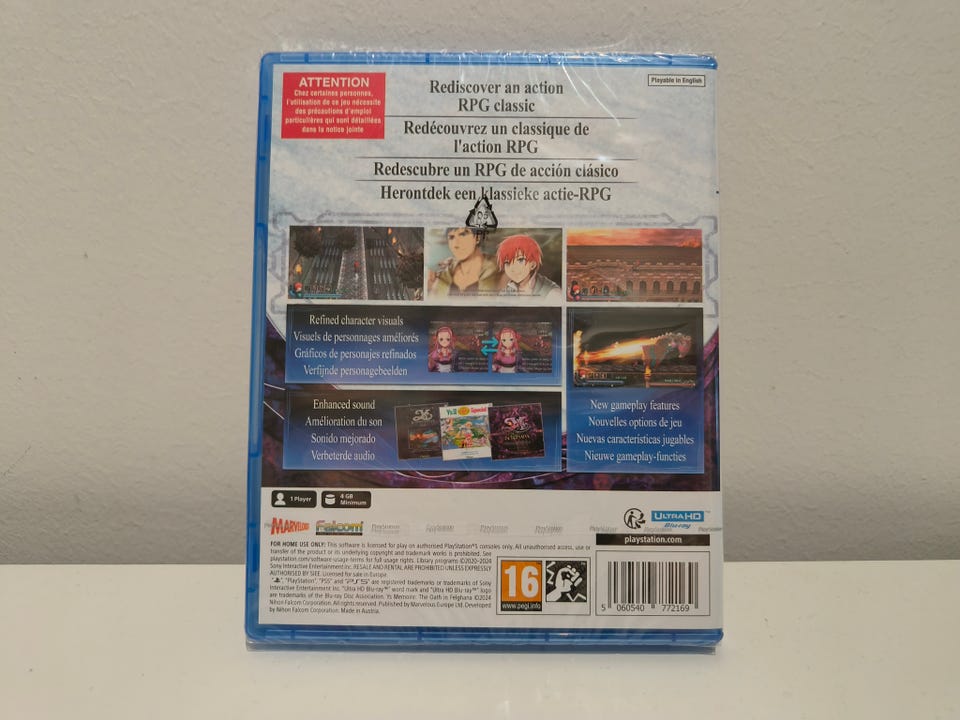 ATTENTION
Chez certaines personnes,
l'utilisation de ce jeu nécessite
des précautions d'emploi
particulières qui sont détaillées
dans la notice jointe
Playable in English
Rediscover an action
RPG classic
Redécouvrez un classique de
l'action RPG
Redescubre un RPG de acción clásico
Herontdek een klassieke actie-RPG
Refined character visuals
Visuels de personnages améliorés
Gráficos de personajes refinados
Verfijnde personagebeelden
Enhanced sound
Amélioration du son
Sonido mejorado
Verbeterde audio
New gameplay features
Nouvelles options de jeu
Nuevas características jugables
Nieuwe gameplay-functies
1 Player
4 GB
Minimum
MARVELOUS
Falcom
ULTRA HD
Blu-ray
playstation.com
FOR HOME USE ONLY: This software is licensed for play on authorised PlayStation®5 consoles only. All unauthorised access, use or
transfer of the product or its underlying copyright and trademark works is prohibited. See
playstation.com/software-usage-terms for full usage rights. Library programs ©2020-2024
Sony Interactive Entertainment Inc. RESALE AND RENTAL ARE PROHIBITED UNLESS EXPRESSLY
AUTHORISED BY SIEE. Licensed for sale in Europe.
"PlayStation", "PS5" and "PS5" are registered trademarks or trademarks of Sony
Interactive Entertainment Inc. "Ultra HD Blu-ray™" word mark and "Ultra HD Blu-ray™" logo
are trademarks of the Blu-ray Disc Association. Ys Memoire: The Oath in Felghana ©2024
Nihon Falcom Corporation. All rights reserved. Published by Marvelous Europe Ltd. Developed
by Nihon Falcom Corporation. Made in Austria.
16
www.pegi.info
5 060540 772169